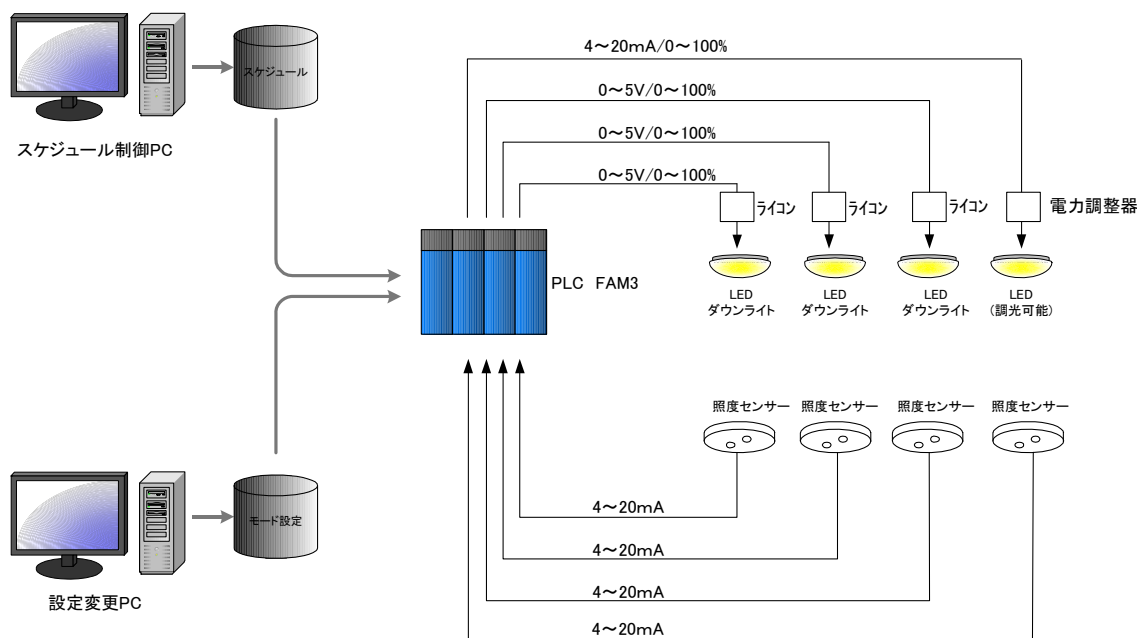 4～20mA/0～100%
スケジュール
0～5V/0～100%
0～5V/0～100%
スケジュール制御PC
0～5V/0～100%
ライコン
ライコン
ライコン
電力調整器
PLC FAM3
LED
ダウンライト
LED
ダウンライト
LED
ダウンライト
LED
(調光可能)
照度センサー
照度センサー
照度センサー
照度センサー
モード設定
4～20mA
4～20mA
設定変更PC
4～20mA
4～20mA